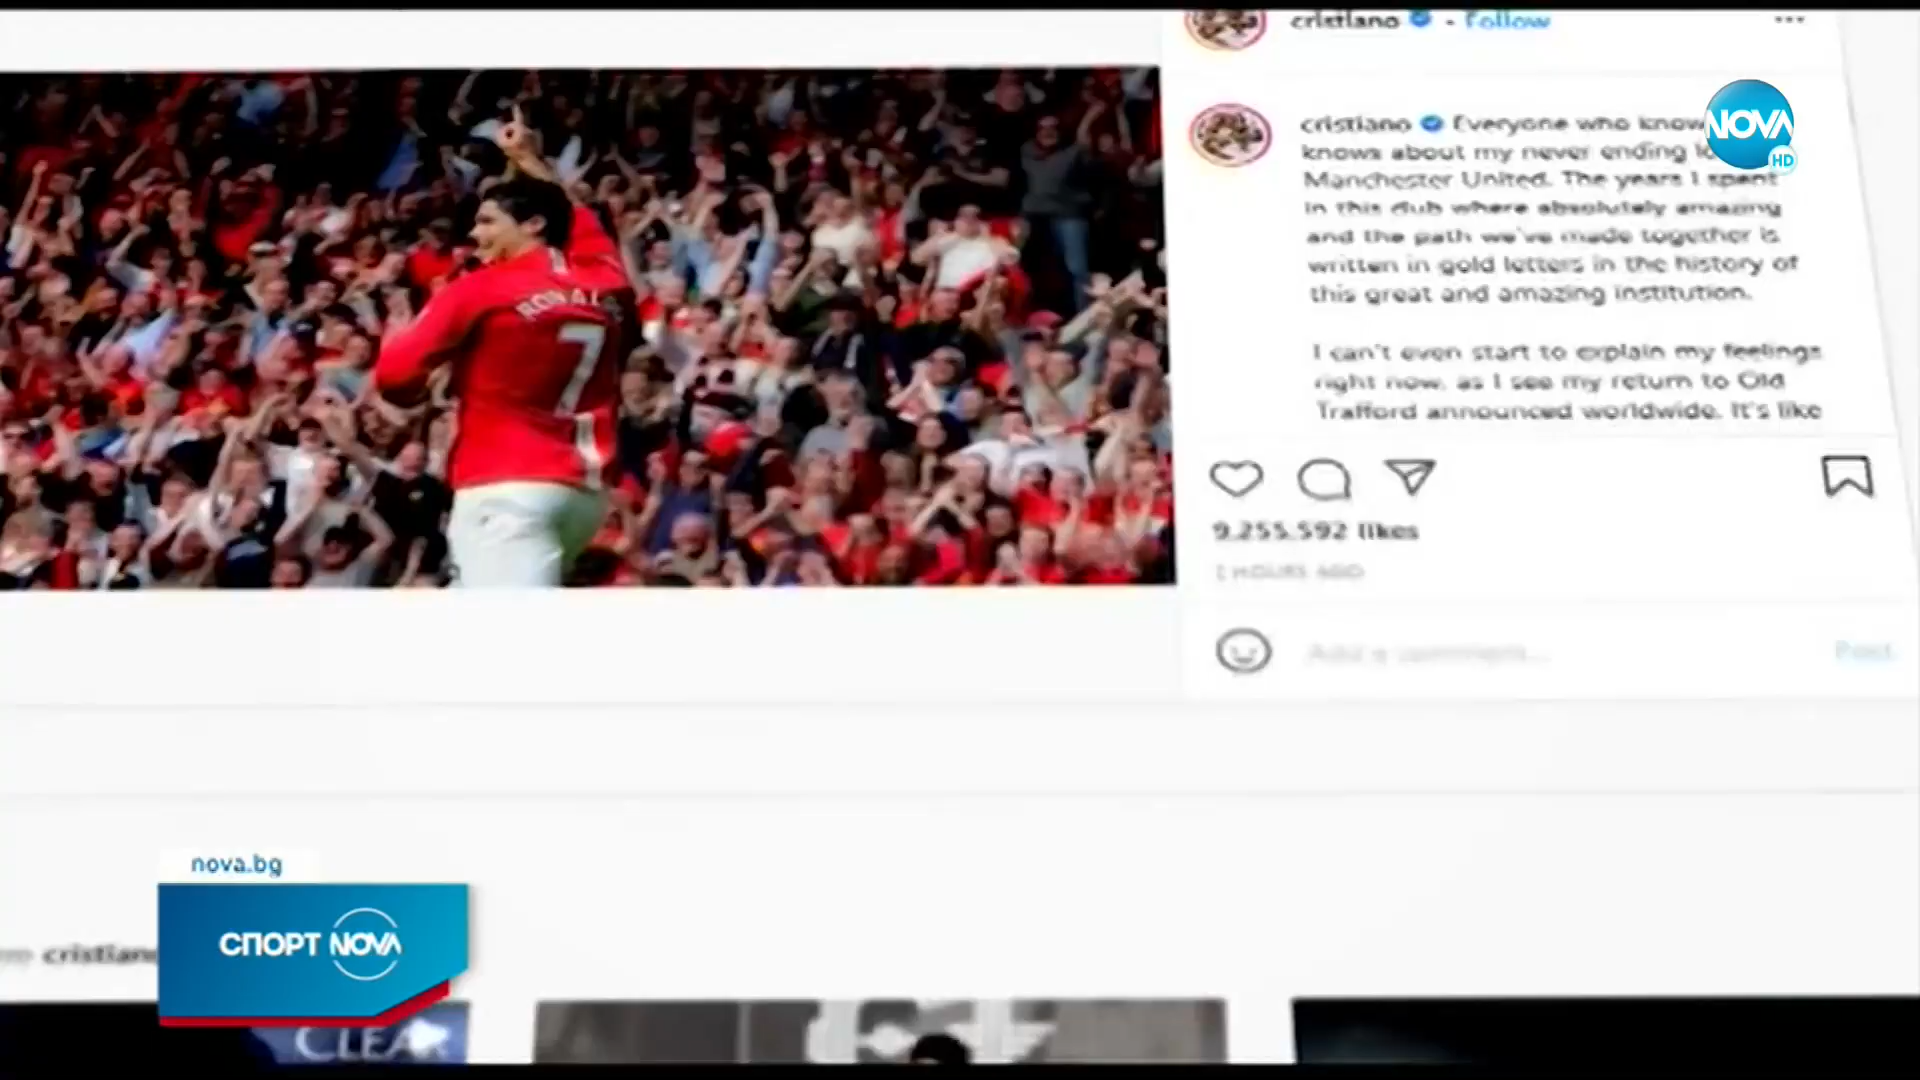 cristiano • Follow
NOVA
HD
cristiano Everyone who know
knows about my never ending lo
Manchester United. The years I spent
in this club where absolutely amazing
and the path we've made together is
written in gold letters in the history of
this great and amazing institution.
I can't even start to explain my feelings
right now, as I see my return to Old
Trafford announced worldwide. It's like
RONAL
7
9,255,592 likes
HOURS AGO
Add a comment...
Post
nova.bg
СПОРТ NOVA
cristiano
CLEAR